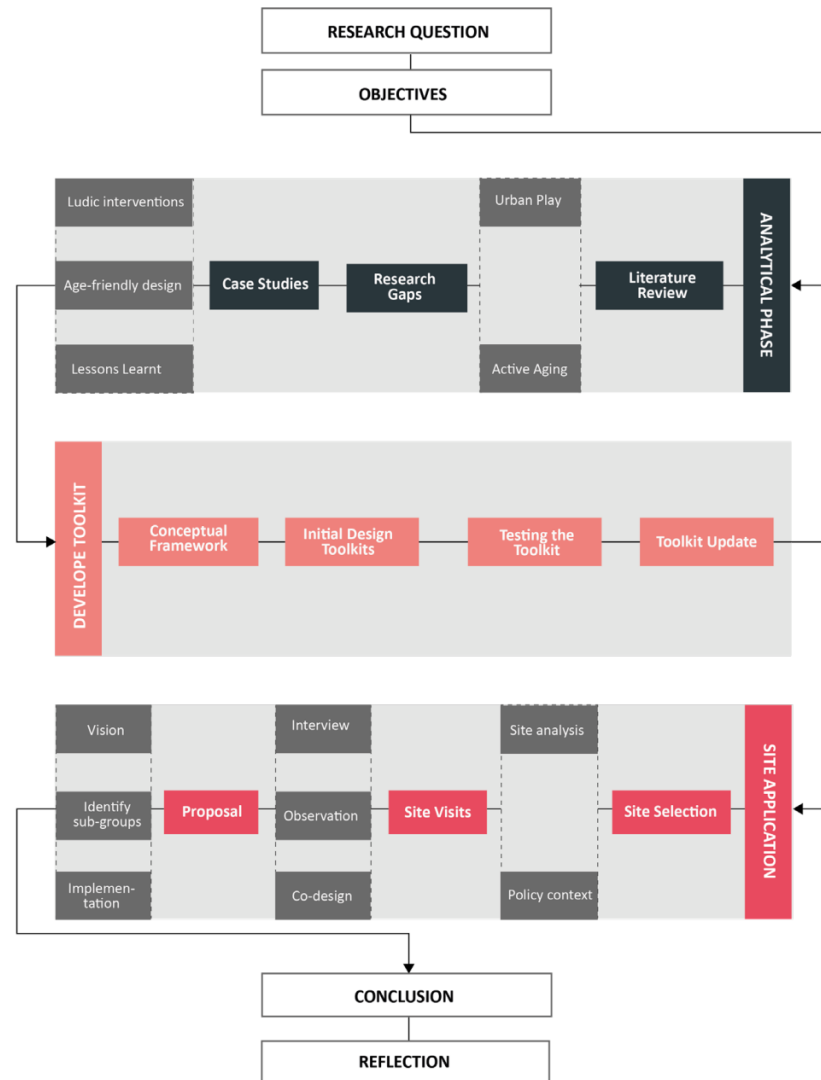 RESEARCH QUESTION
OBJECTIVES
Ludic interventions
Urban Play
Age-friendly design
Case Studies
Research
Gaps
Literature
Review
ANALYTICAL PHASE
Lessons Learnt
Active Aging
DEVELOPE TOOLKIT
Conceptual
Framework
Initial Design
Toolkits
Testing the
Toolkit
Toolkit Update
Vision
Interview
Site analysis
Identify
sub-groups
Proposal
Observation
Site Visits
Site Selection
SITE APPLICATION
Implemen-
tation
Co-design
Policy context
CONCLUSION
REFLECTION